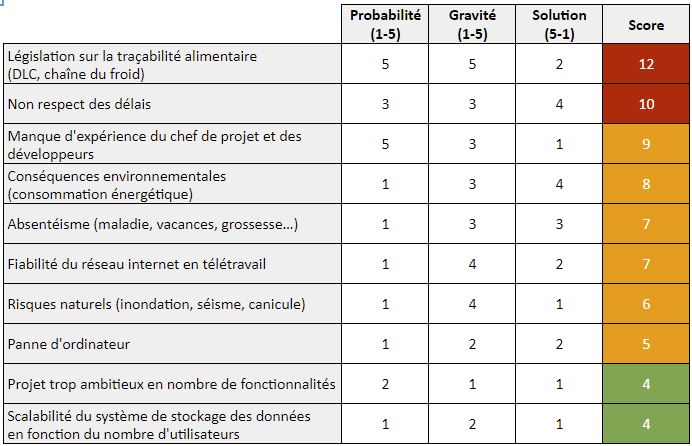 Probabilité Gravité Solution Score
(1-5) (1-5) (5-1)
Législation sur la traçabilité alimentaire
(DLC, chaîne du froid) 5 5 2 12
Non respect des délais 3 3 4 10
Manque d'expérience du chef de projet et des
développeurs 5 3 1 9
Conséquences environnementales
(consommation énergétique) 1 3 4 8
Absentéisme (maladie, vacances, grossesse...) 1 3 3 7
Fiabilité du réseau internet en télétravail 1 4 2 7
Risques naturels (inondation, séisme, canicule) 1 4 1 6
Panne d'ordinateur 1 2 2 5
Projet trop ambitieux en nombre de fonctionnalités 2 1 1 4
Scalabilité du système de stockage des données
en fonction du nombre d'utilisateurs 1 2 1 4